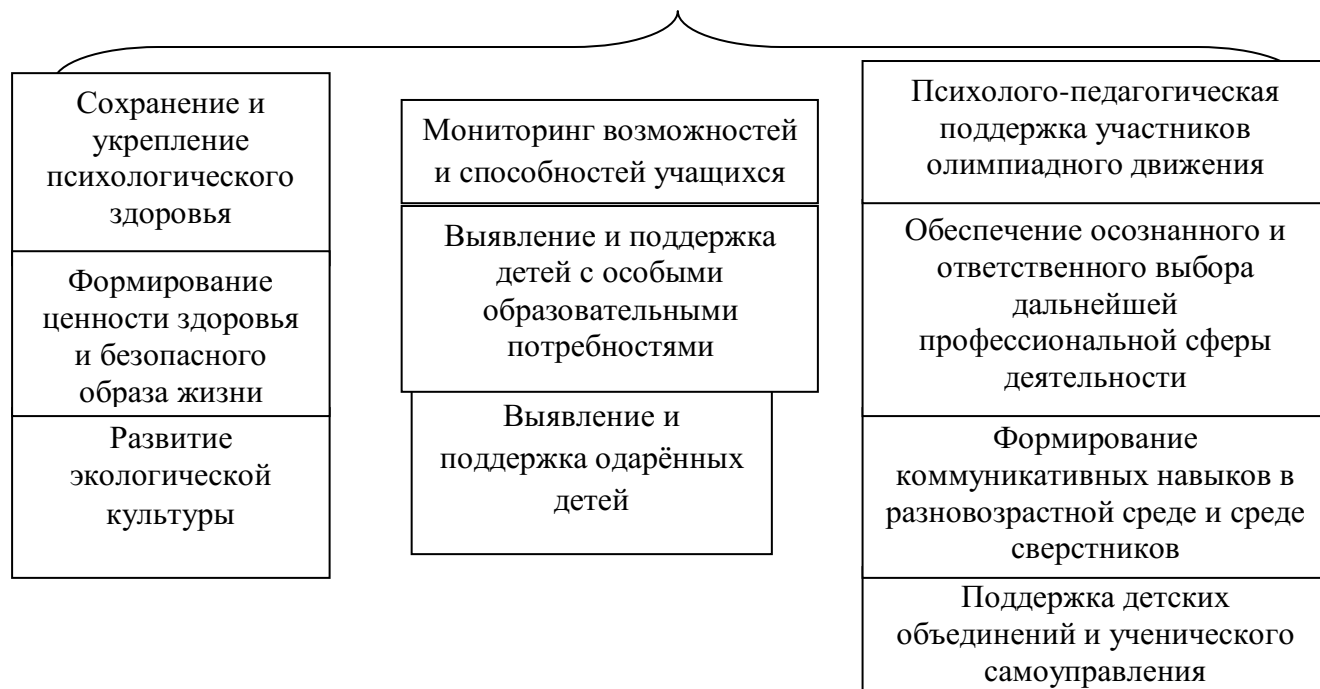 Сохранение и
укрепление
психологического
здоровья
Формирование
ценности здоровья
и безопасного
образа жизни
Развитие
экологической
культуры
Мониторинг возможностей
и способностей учащихся
Выявление и поддержка
детей с особыми
образовательными
потребностями
Выявление и
поддержка одарённых
детей
Психолого-педагогическая
поддержка участников
олимпиадного движения
Обеспечение осознанного и
ответственного выбора
дальнейшей
профессиональной сферы
деятельности
Формирование
коммуникативных навыков в
разновозрастной среде и среде
сверстников
Поддержка детских
объединений и ученического
самоуправления